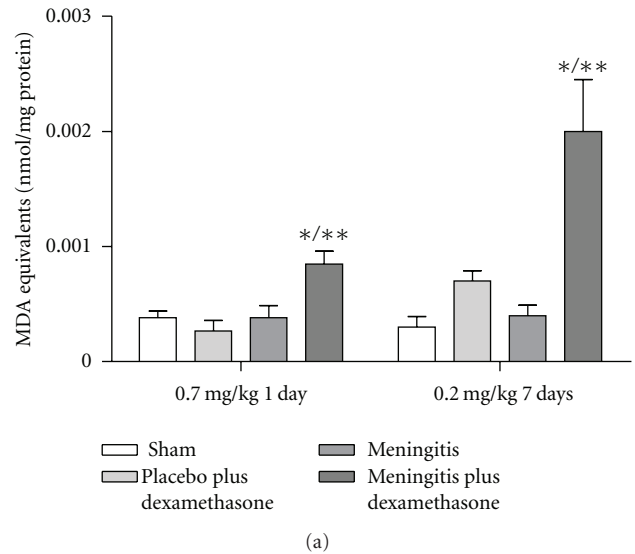 0.003
*/**
0.002
MDA equivalents (nmol/mg protein)
*/**
0.001
0
0.7 mg/kg 1 day
0.2 mg/kg 7 days
Sham
Meningitis
Placebo plus
dexamethasone
Meningitis plus
dexamethasone
(a)